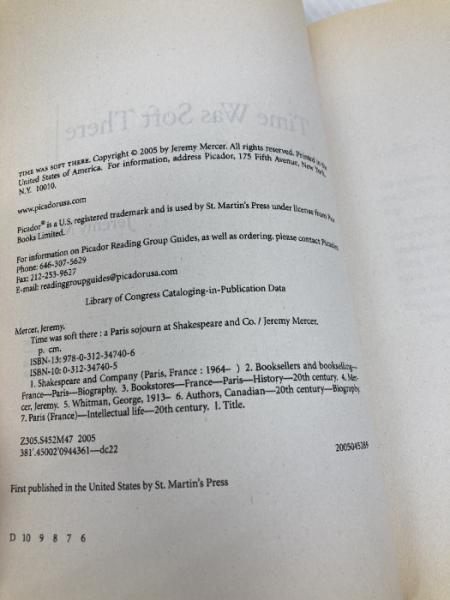 Time Was Soft There
TIME WAS SOFT THERE. Copyright © 2005 by Jeremy Mercer. All rights reserved. Printed in the
United States of America. For information, address Picador, 175 Fifth Avenue, New York,
N.Y. 10010.
www.picadorusa.com
Picador® is a U.S. registered trademark and is used by St. Martin's Press under license from Pan
Books Limited.
For information on Picador Reading Group Guides, as well as ordering, please contact Picador.
Phone: 646-307-5629
Fax: 212-253-9627
E-mail: readinggroupguides@picadorusa.com
Library of Congress Cataloging-in-Publication Data
Mercer, Jeremy.
Time was soft there : a Paris sojourn at Shakespeare and Co. / Jeremy Mercer.
p. cm.
ISBN-13: 978-0-312-34740-6
ISBN-10: 0-312-34740-5
1. Shakespeare and Company (Paris, France : 1964– ) 2. Booksellers and bookselling—
France—Paris—Biography. 3. Bookstores—France—Paris—History—20th century. 4. Mer-
cer, Jeremy. 5. Whitman, George, 1913– 6. Authors, Canadian—20th century—Biography.
7. Paris (France)—Intellectual life—20th century. I. Title.
Z305.S452M47 2005
381'.45002'0944361—dc22
First published in the United States by St. Martin's Press
D 10 9 8 7 6